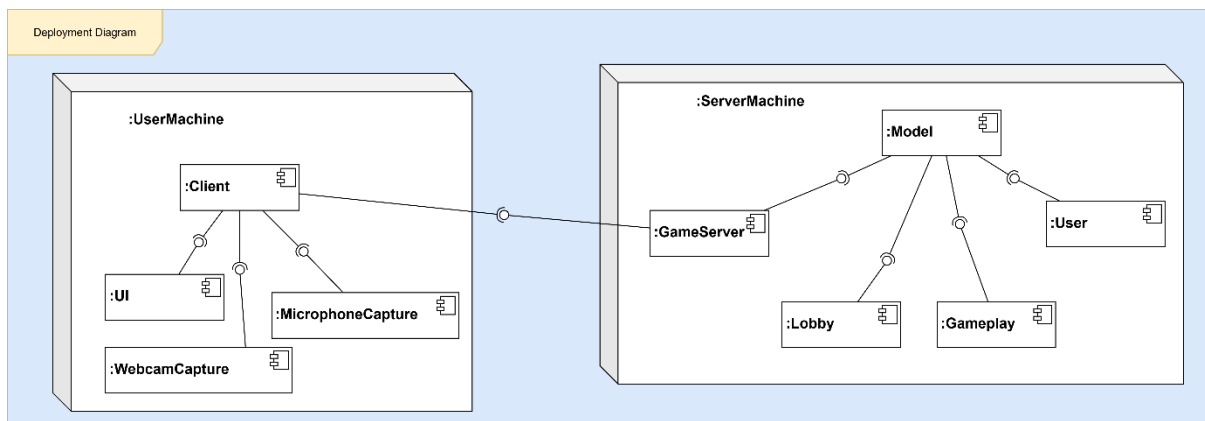 Deployment Diagram
:UserMachine
:Client
:UI
:MicrophoneCapture
:WebcamCapture
:ServerMachine
:Model
:GameServer
:User
:Lobby
:Gameplay